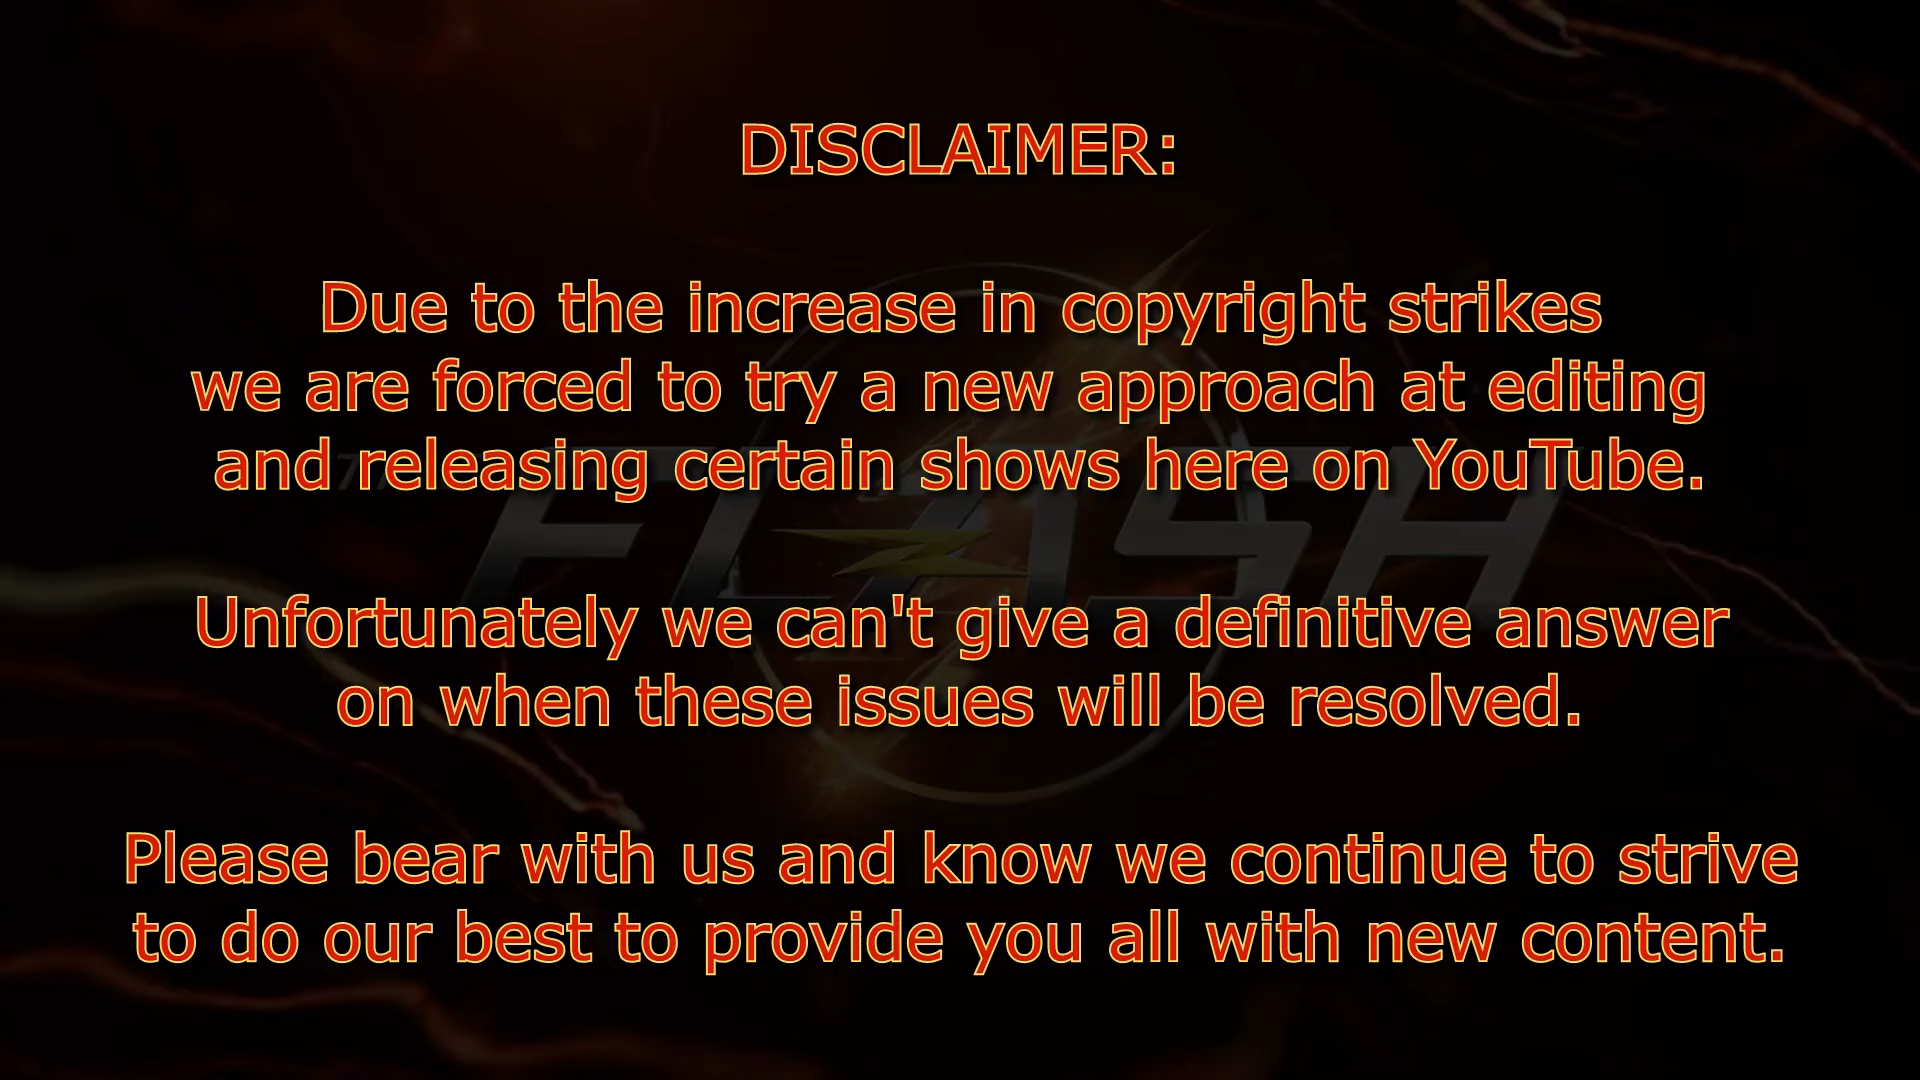 DISCLAIMER:
Due to the increase in copyright strikes
we are forced to try a new approach at editing
and releasing certain shows here on YouTube.
THE FLASH
Unfortunately we can't give a definitive answer
on when these issues will be resolved.
Please bear with us and know we continue to strive
to do our best to provide you all with new content.